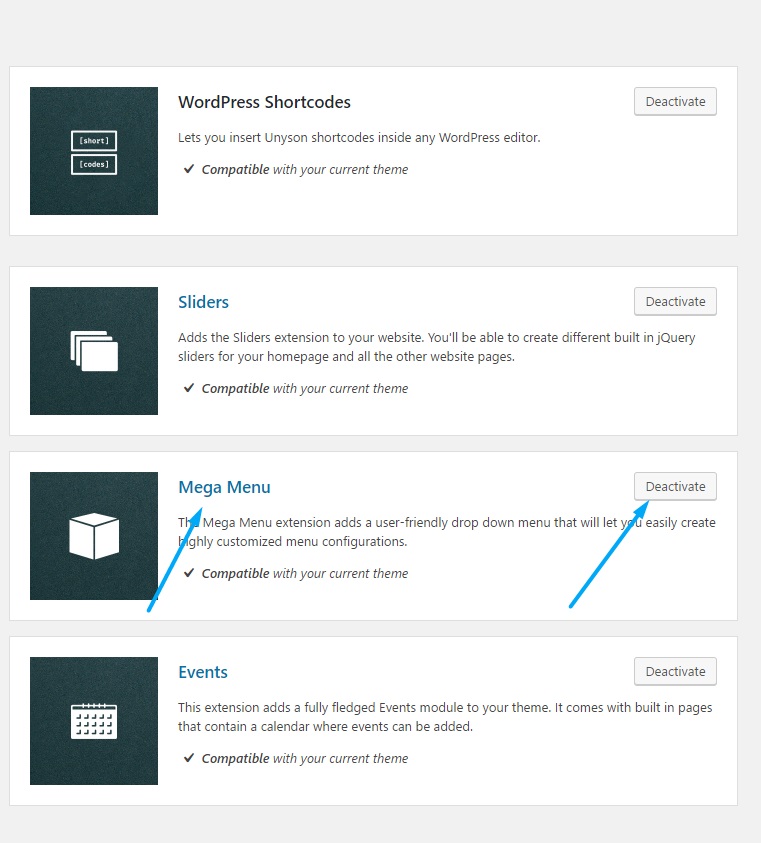 WordPress Shortcodes
Deactivate
Lets you insert Unyson shortcodes inside any WordPress editor.
Compatible with your current theme
[short]
[codes]
Sliders
Deactivate
Adds the Sliders extension to your website. You'll be able to create different built in jQuery
sliders for your homepage and all the other website pages.
Compatible with your current theme
Mega Menu
Deactivate
The Mega Menu extension adds a user-friendly drop down menu that will let you easily create
highly customized menu configurations.
Compatible with your current theme
Events
Deactivate
This extension adds a fully fledged Events module to your theme. It comes with built in pages
that contain a calendar where events can be added.
Compatible with your current theme